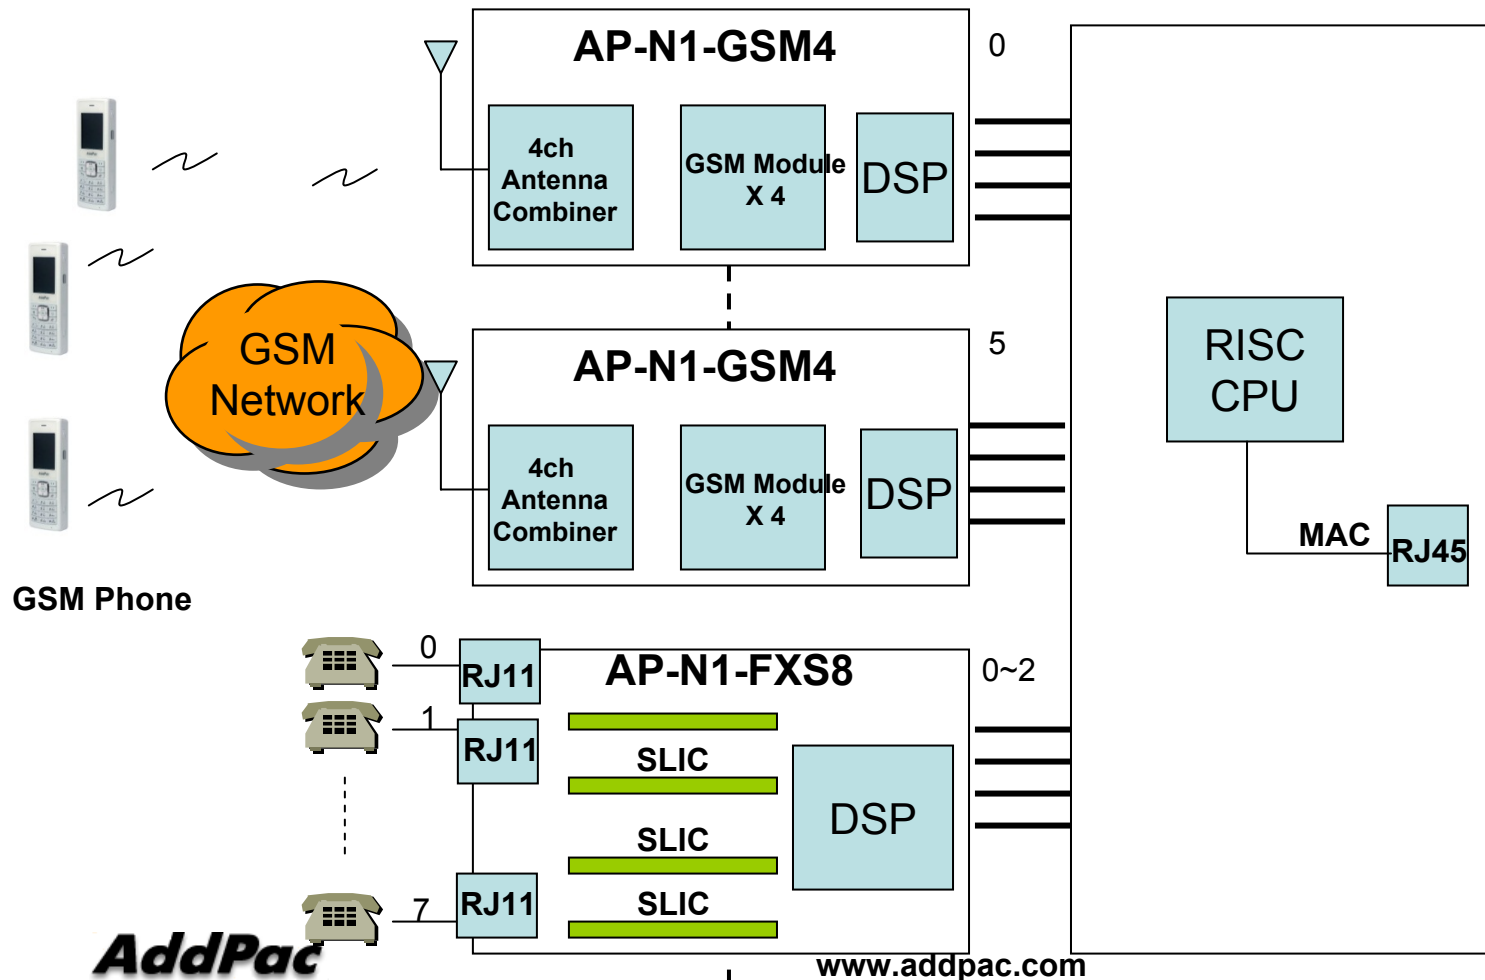 AP-N1-GSM4
0
4ch
Antenna
Combiner
GSM Module
X 4
DSP
GSM
Network
AP-N1-GSM4
5
4ch
Antenna
Combiner
GSM Module
X 4
DSP
RISC
CPU
MAC
RJ45
GSM Phone
0
RJ11
AP-N1-FXS8
0~2
1
RJ11
SLIC
DSP
SLIC
7
RJ11
SLIC
AddPac
www.addpac.com